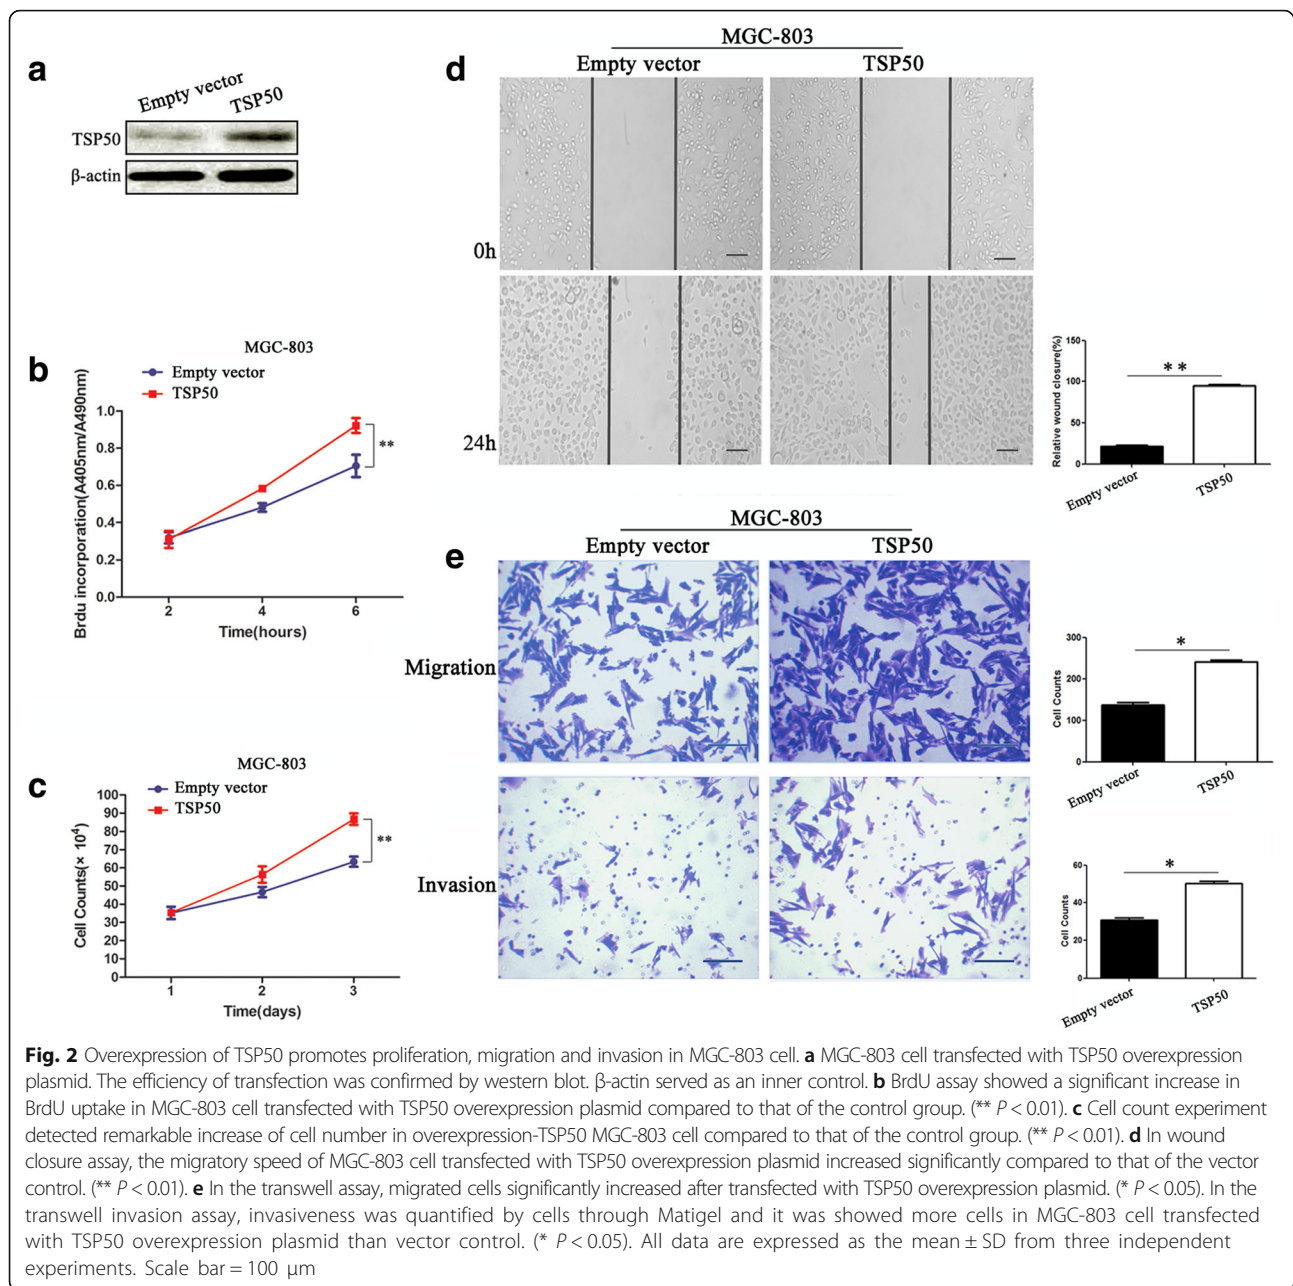 a
Empty vector
TSP50
TSP50
β-actin
b
MGC-803
Empty vector
TSP50
Brdu incorporation(A405nm/A490nm)
1.0
0.8
0.6
0.4
0.2
0.0
**
2
4
6
Time(hours)
c
MGC-803
Empty vector
TSP50
Cell Counts(× 10⁴)
100
90
80
70
60
50
40
30
20
10
0
**
1
2
3
Time(days)
d
MGC-803
Empty vector
TSP50
0h
24h
Relative wound closure(%)
150
100
50
0
**
Empty vector
TSP50
e
MGC-803
Empty vector
TSP50
Migration
Cell Counts
300
200
100
0
*
Empty vector
TSP50
Invasion
Cell Counts
60
40
20
0
*
Empty vector
TSP50
Fig. 2 Overexpression of TSP50 promotes proliferation, migration and invasion in MGC-803 cell. a MGC-803 cell transfected with TSP50 overexpression
plasmid. The efficiency of transfection was confirmed by western blot. β-actin served as an inner control. b BrdU assay showed a significant increase in
BrdU uptake in MGC-803 cell transfected with TSP50 overexpression plasmid compared to that of the control group. (** P < 0.01). c Cell count experiment
detected remarkable increase of cell number in overexpression-TSP50 MGC-803 cell compared to that of the control group. (** P < 0.01). d In wound
closure assay, the migratory speed of MGC-803 cell transfected with TSP50 overexpression plasmid increased significantly compared to that of the vector
control. (** P < 0.01). e In the transwell assay, migrated cells significantly increased after transfected with TSP50 overexpression plasmid. (* P < 0.05). In the
transwell invasion assay, invasiveness was quantified by cells through Matigel and it was showed more cells in MGC-803 cell transfected
with TSP50 overexpression plasmid than vector control. (* P < 0.05). All data are expressed as the mean ± SD from three independent
experiments. Scale bar = 100 μm